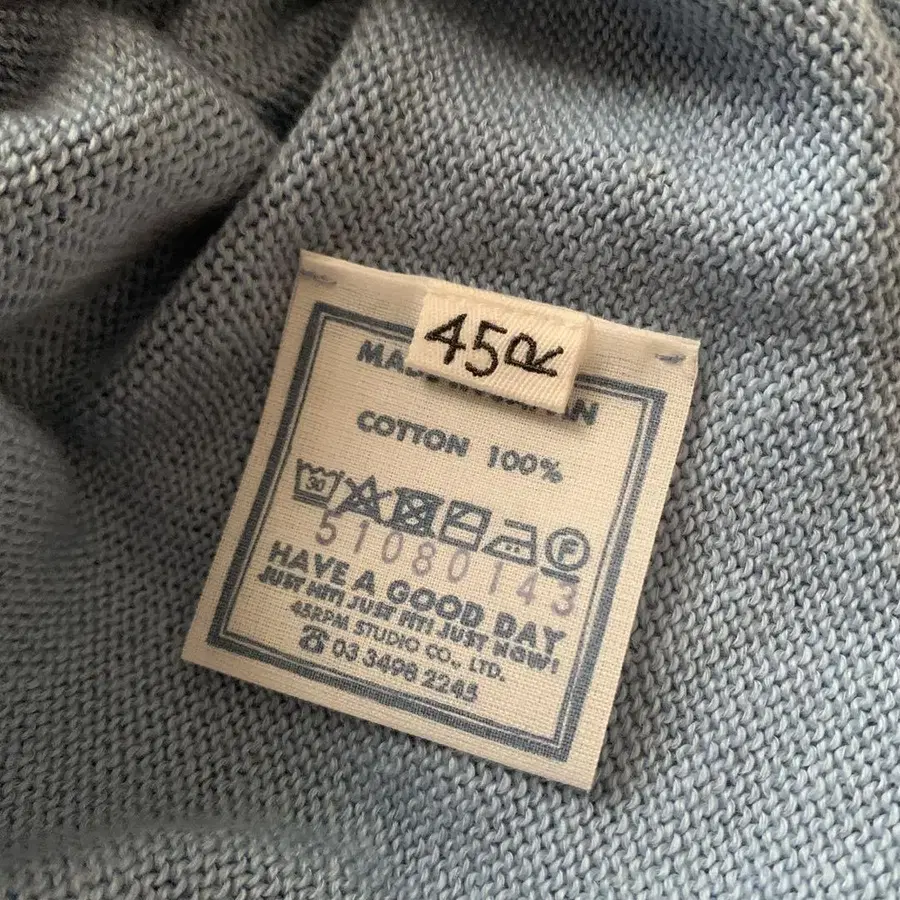 45R
MADE IN JAPAN
COTTON 100%
30
F
51080143
HAVE A GOOD DAY
JUST HIT! JUST FIT! JUST NOW!
45RPM STUDIO CO., LTD.
☎ 03 3498 2245